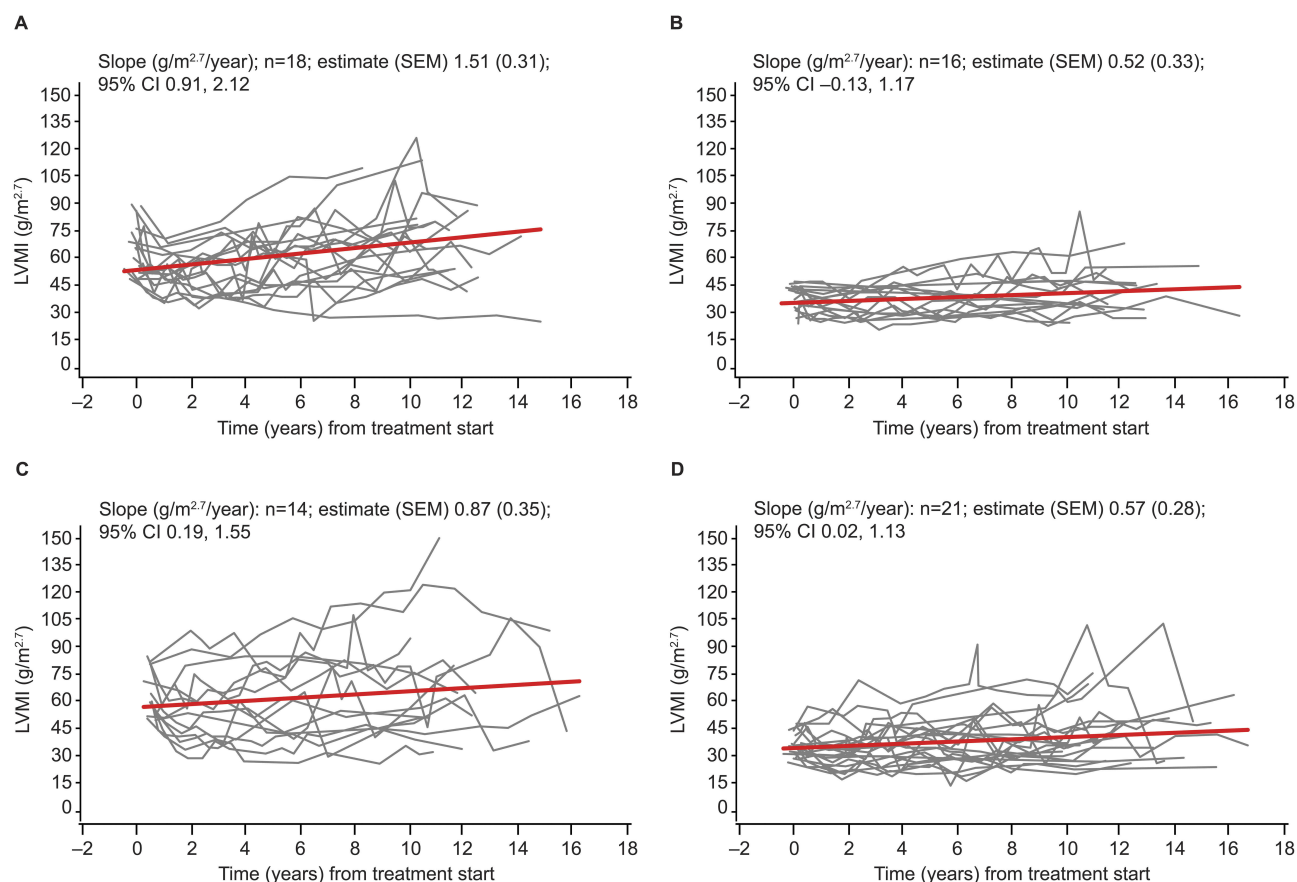 A
Slope (g/m²·⁷/year); n=18; estimate (SEM) 1.51 (0.31);
95% CI 0.91, 2.12
150
135
120
105
90
75
60
45
30
15
0
LVMI (g/m²·⁷)
–2 0 2 4 6 8 10 12 14 16 18
Time (years) from treatment start
B
Slope (g/m²·⁷/year): n=16; estimate (SEM) 0.52 (0.33);
95% CI –0.13, 1.17
150
135
120
105
90
75
60
45
30
15
0
LVMI (g/m²·⁷)
–2 0 2 4 6 8 10 12 14 16 18
Time (years) from treatment start
C
Slope (g/m²·⁷/year): n=14; estimate (SEM) 0.87 (0.35);
95% CI 0.19, 1.55
150
135
120
105
90
75
60
45
30
15
0
LVMI (g/m²·⁷)
–2 0 2 4 6 8 10 12 14 16 18
Time (years) from treatment start
D
Slope (g/m²·⁷/year): n=21; estimate (SEM) 0.57 (0.28);
95% CI 0.02, 1.13
150
135
120
105
90
75
60
45
30
15
0
LVMI (g/m²·⁷)
–2 0 2 4 6 8 10 12 14 16 18
Time (years) from treatment start